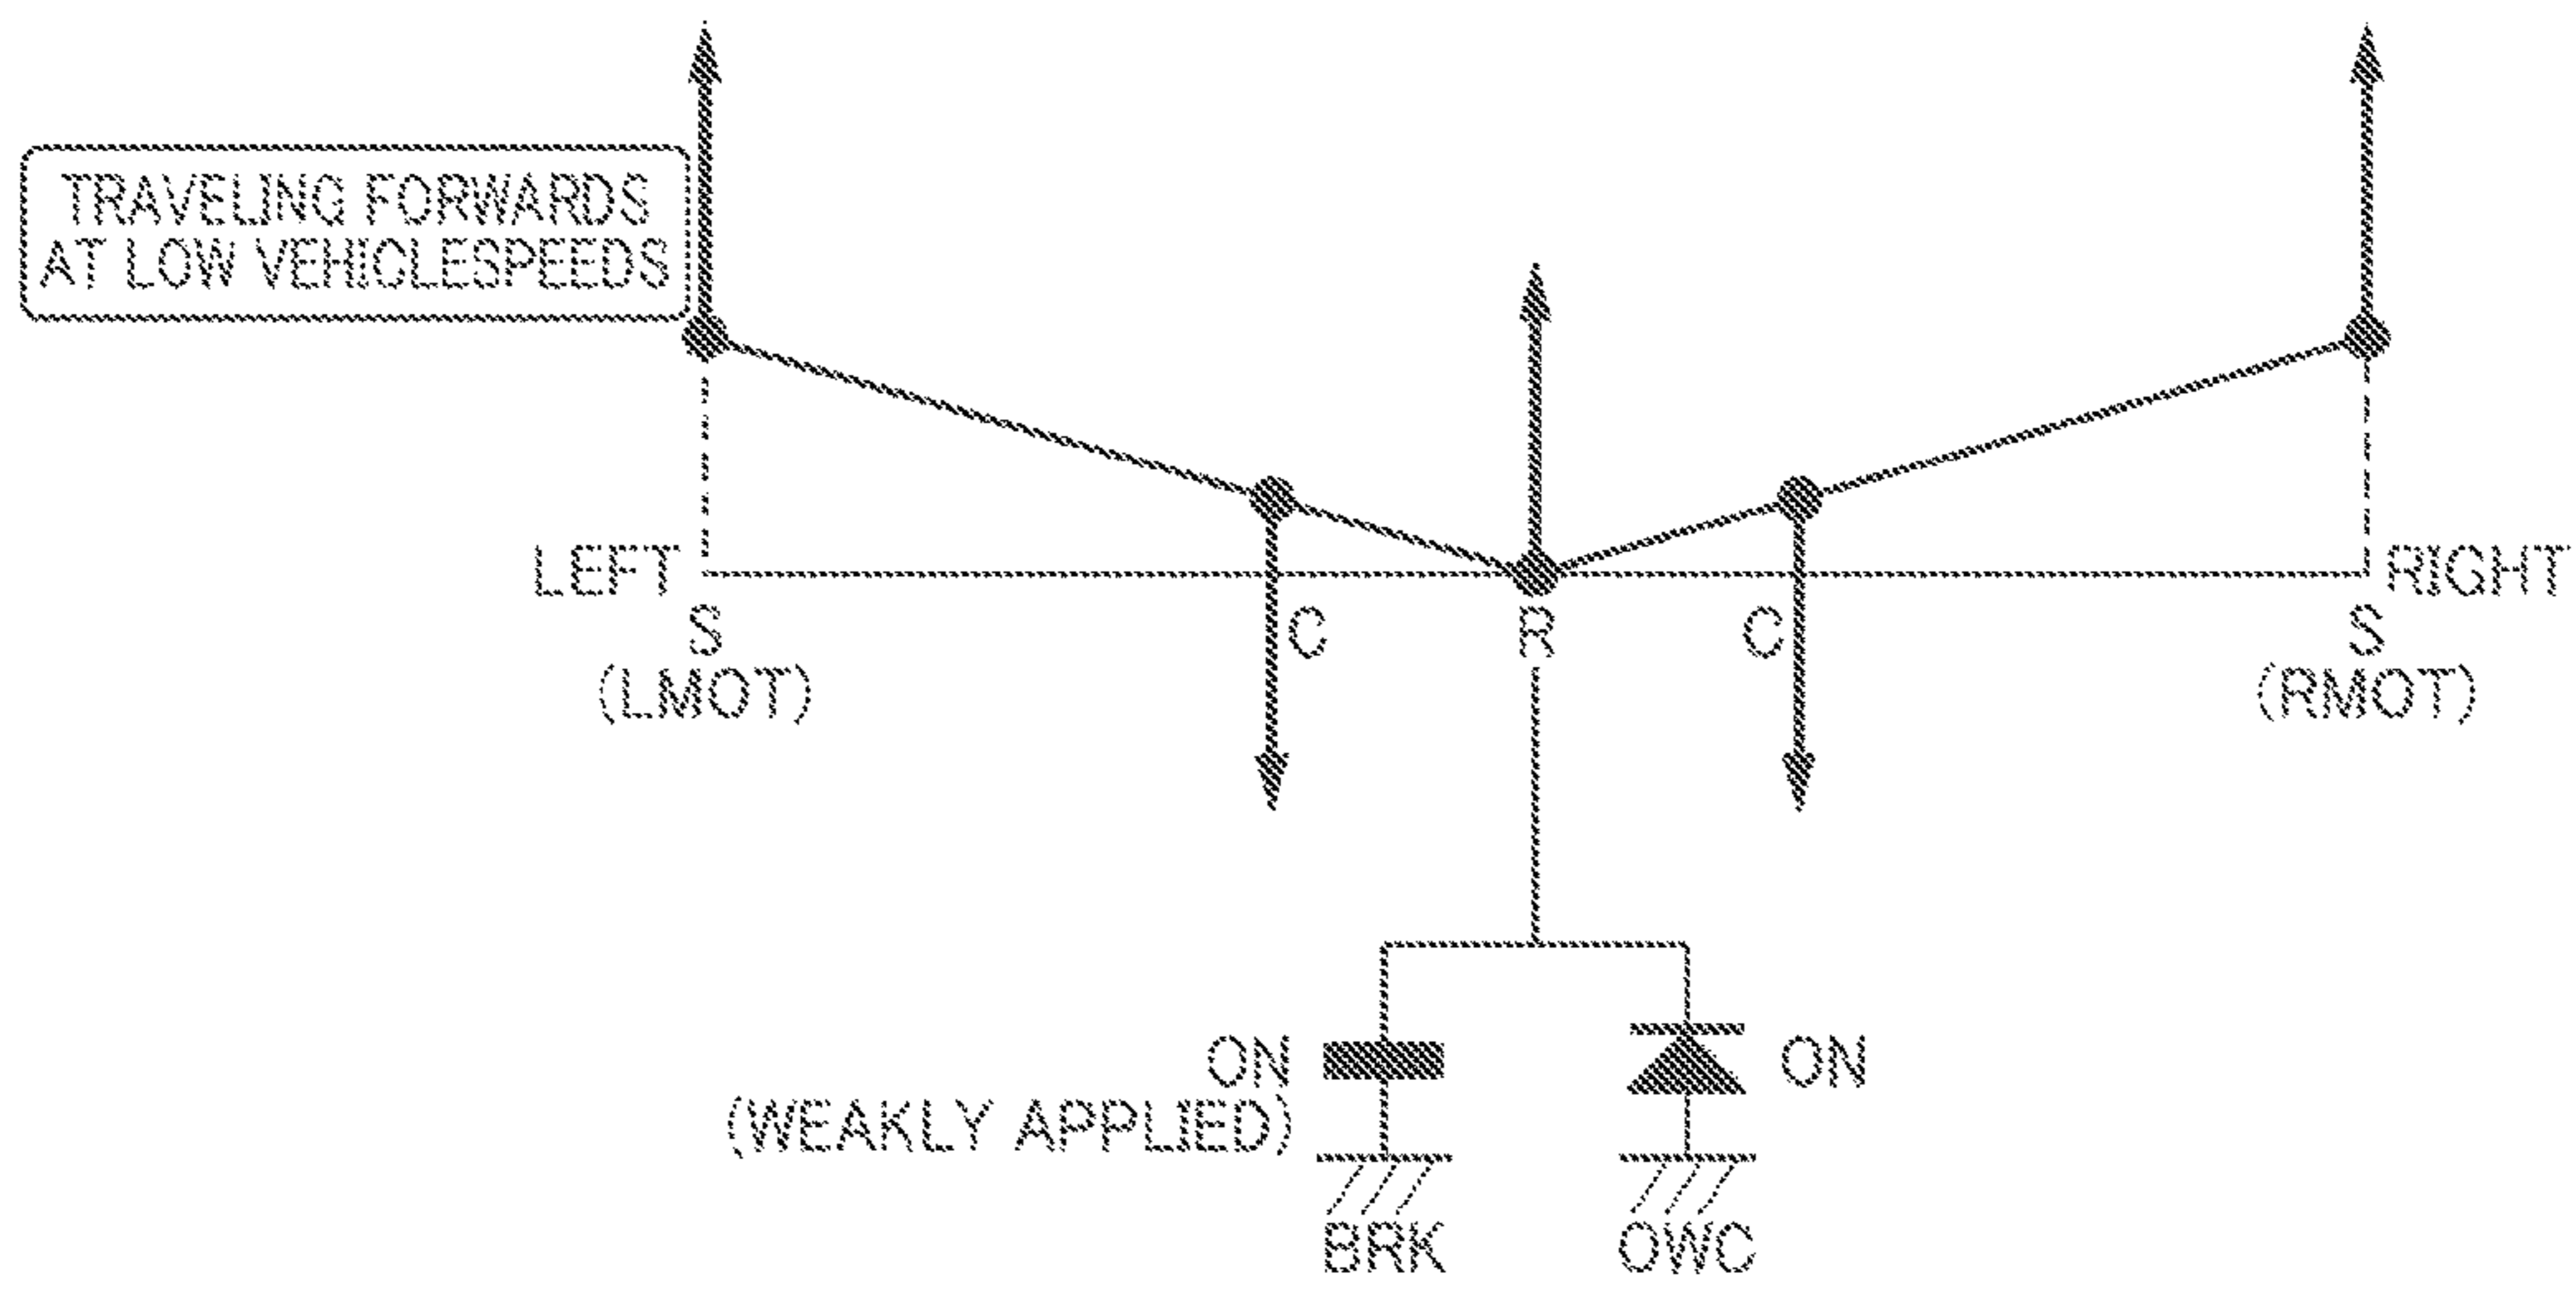 TRAVELING FORWARDS
AT LOW VEHICLESPEEDS
LEFT
RIGHT
S
(LMOT)
C
R
C
S
(RMOT)
ON
(WEAKLY APPLIED)
ON
BRK
OWC